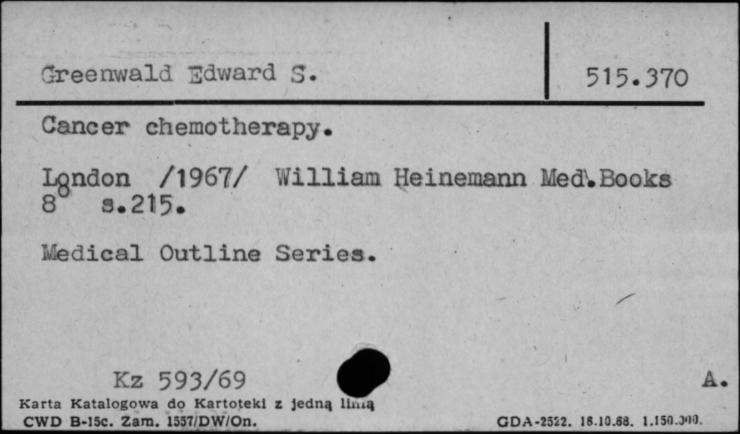 Greenwald Edward S. 515.370
Cancer chemotherapy.
London /1967/ William Heinemann Med.Books
8° s.215.
Medical Outline Series.
Kz 593/69 A.
Karta Katalogowa do Kartoteki z jedną linią
CWD B-15c. Zam. 1557/DW/On. GDA-2522. 16.10.68. 1.150.000.